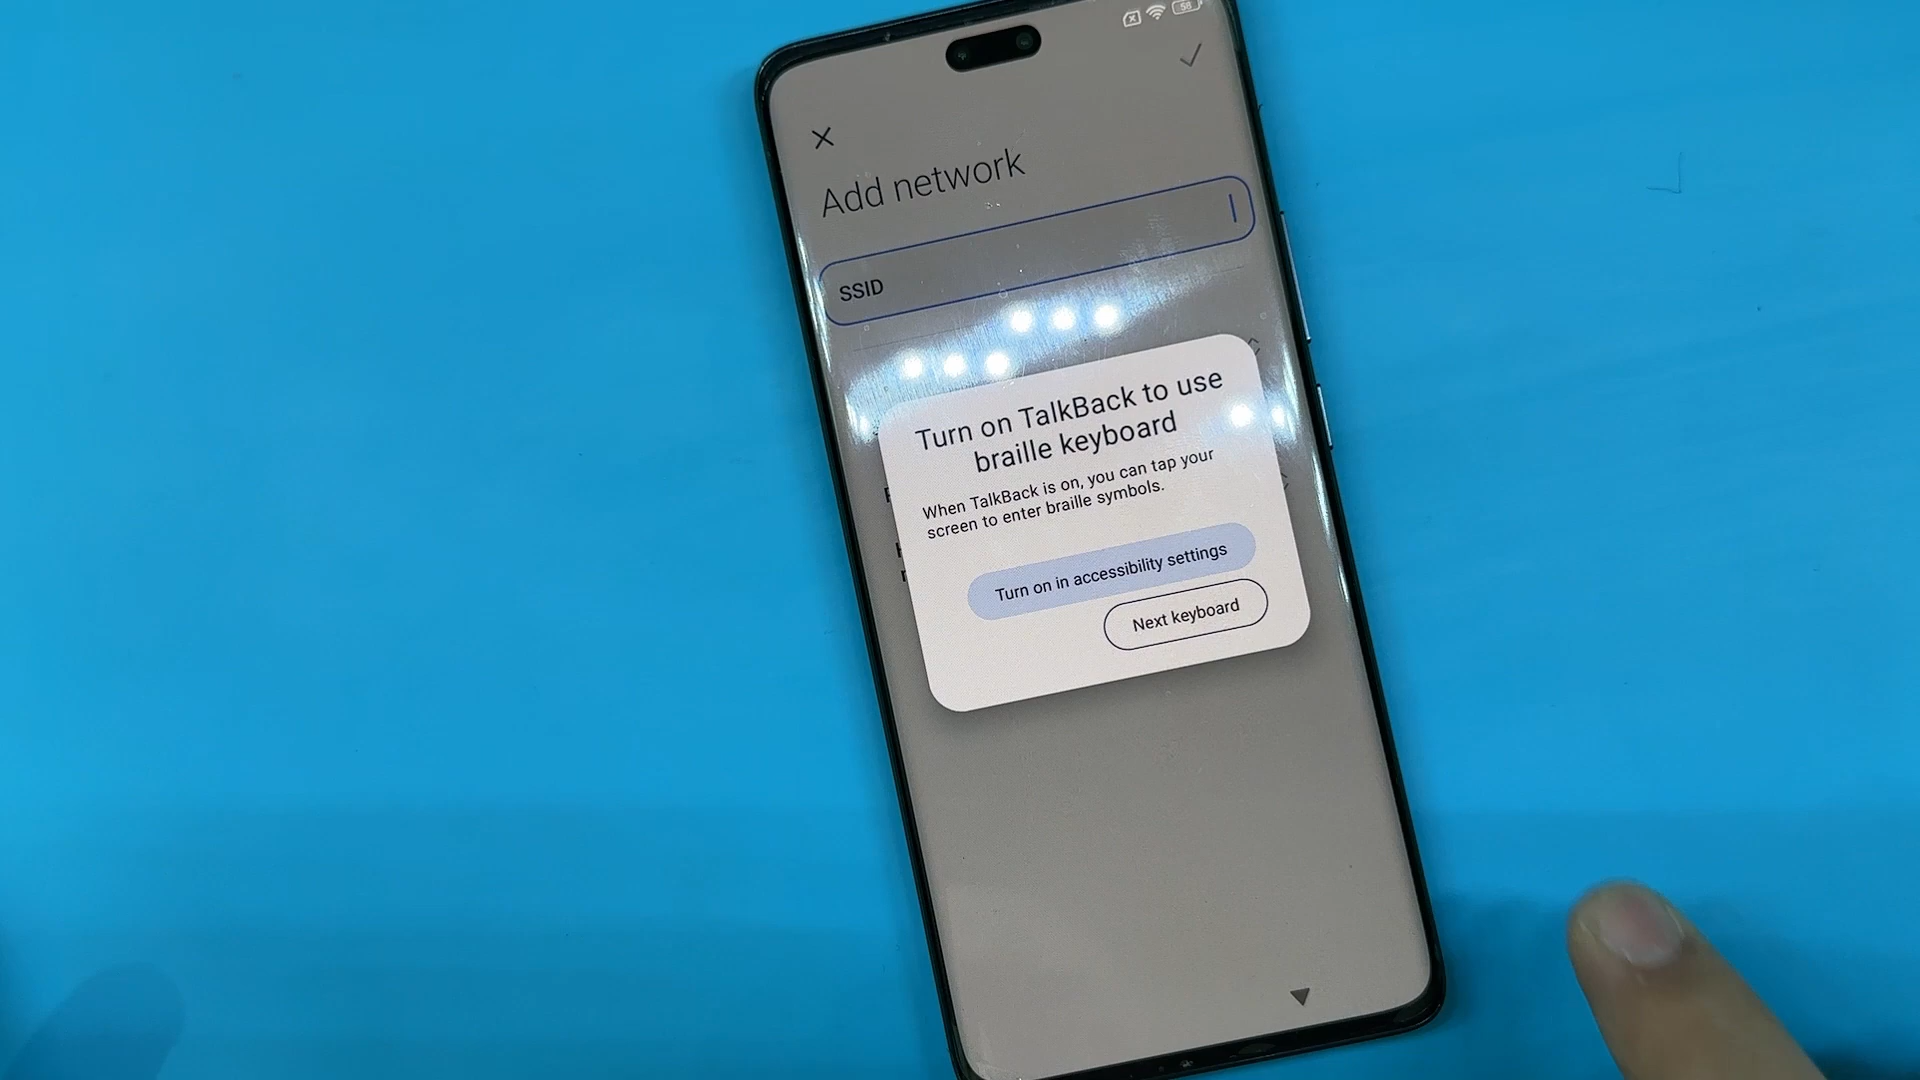 58
Add network
SSID
Turn on TalkBack to use
braille keyboard
When TalkBack is on, you can tap your
screen to enter braille symbols.
Turn on in accessibility settings
Next keyboard